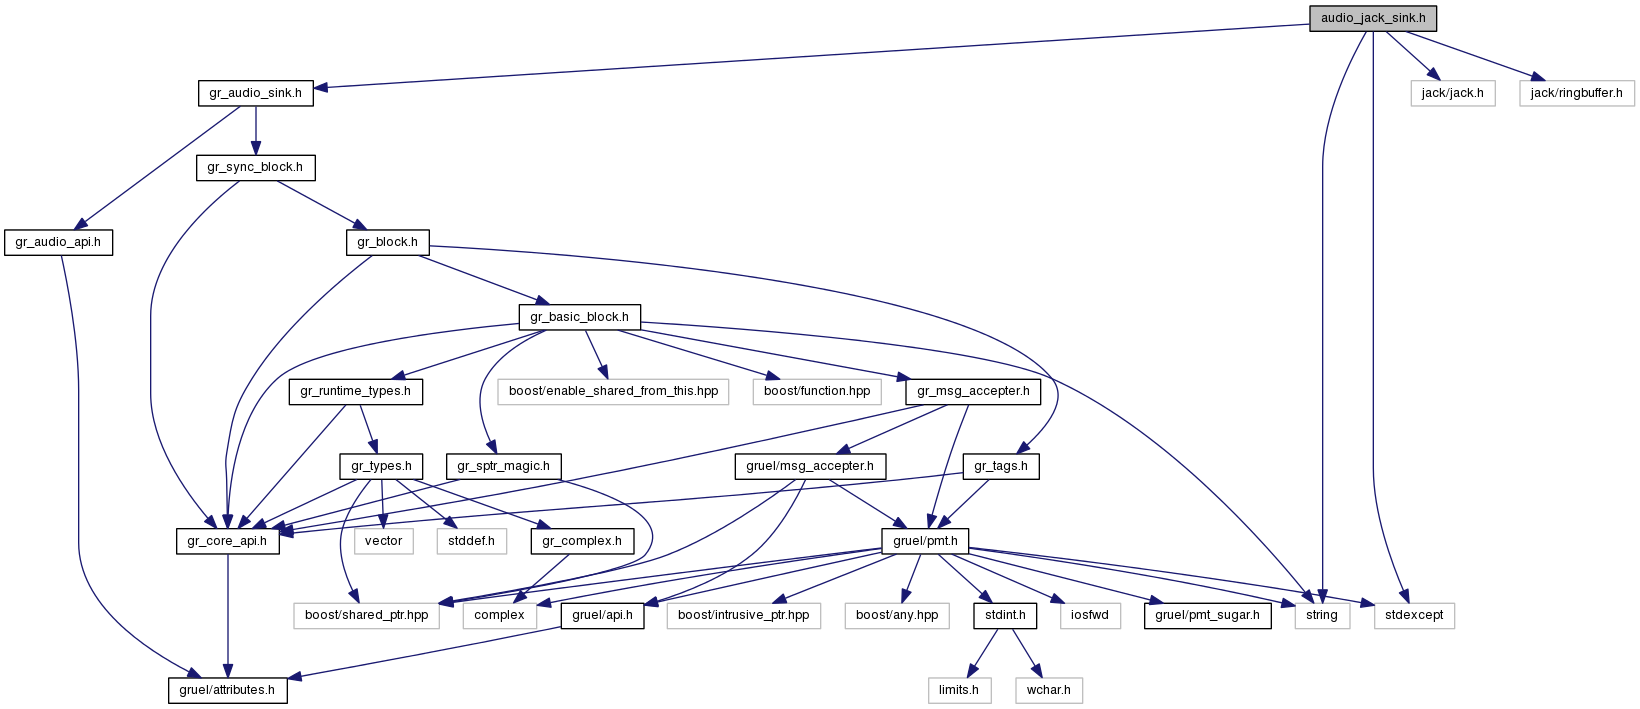 audio_jack_sink.h
gr_audio_sink.h
jack/jack.h
jack/ringbuffer.h
gr_sync_block.h
gr_audio_api.h
gr_block.h
gr_basic_block.h
gr_runtime_types.h
boost/enable_shared_from_this.hpp
boost/function.hpp
gr_msg_accepter.h
gr_types.h
gr_sptr_magic.h
gruel/msg_accepter.h
gr_tags.h
gr_core_api.h
vector
stddef.h
gr_complex.h
gruel/pmt.h
boost/shared_ptr.hpp
complex
gruel/api.h
boost/intrusive_ptr.hpp
boost/any.hpp
stdint.h
iosfwd
gruel/pmt_sugar.h
string
stdexcept
gruel/attributes.h
limits.h
wchar.h